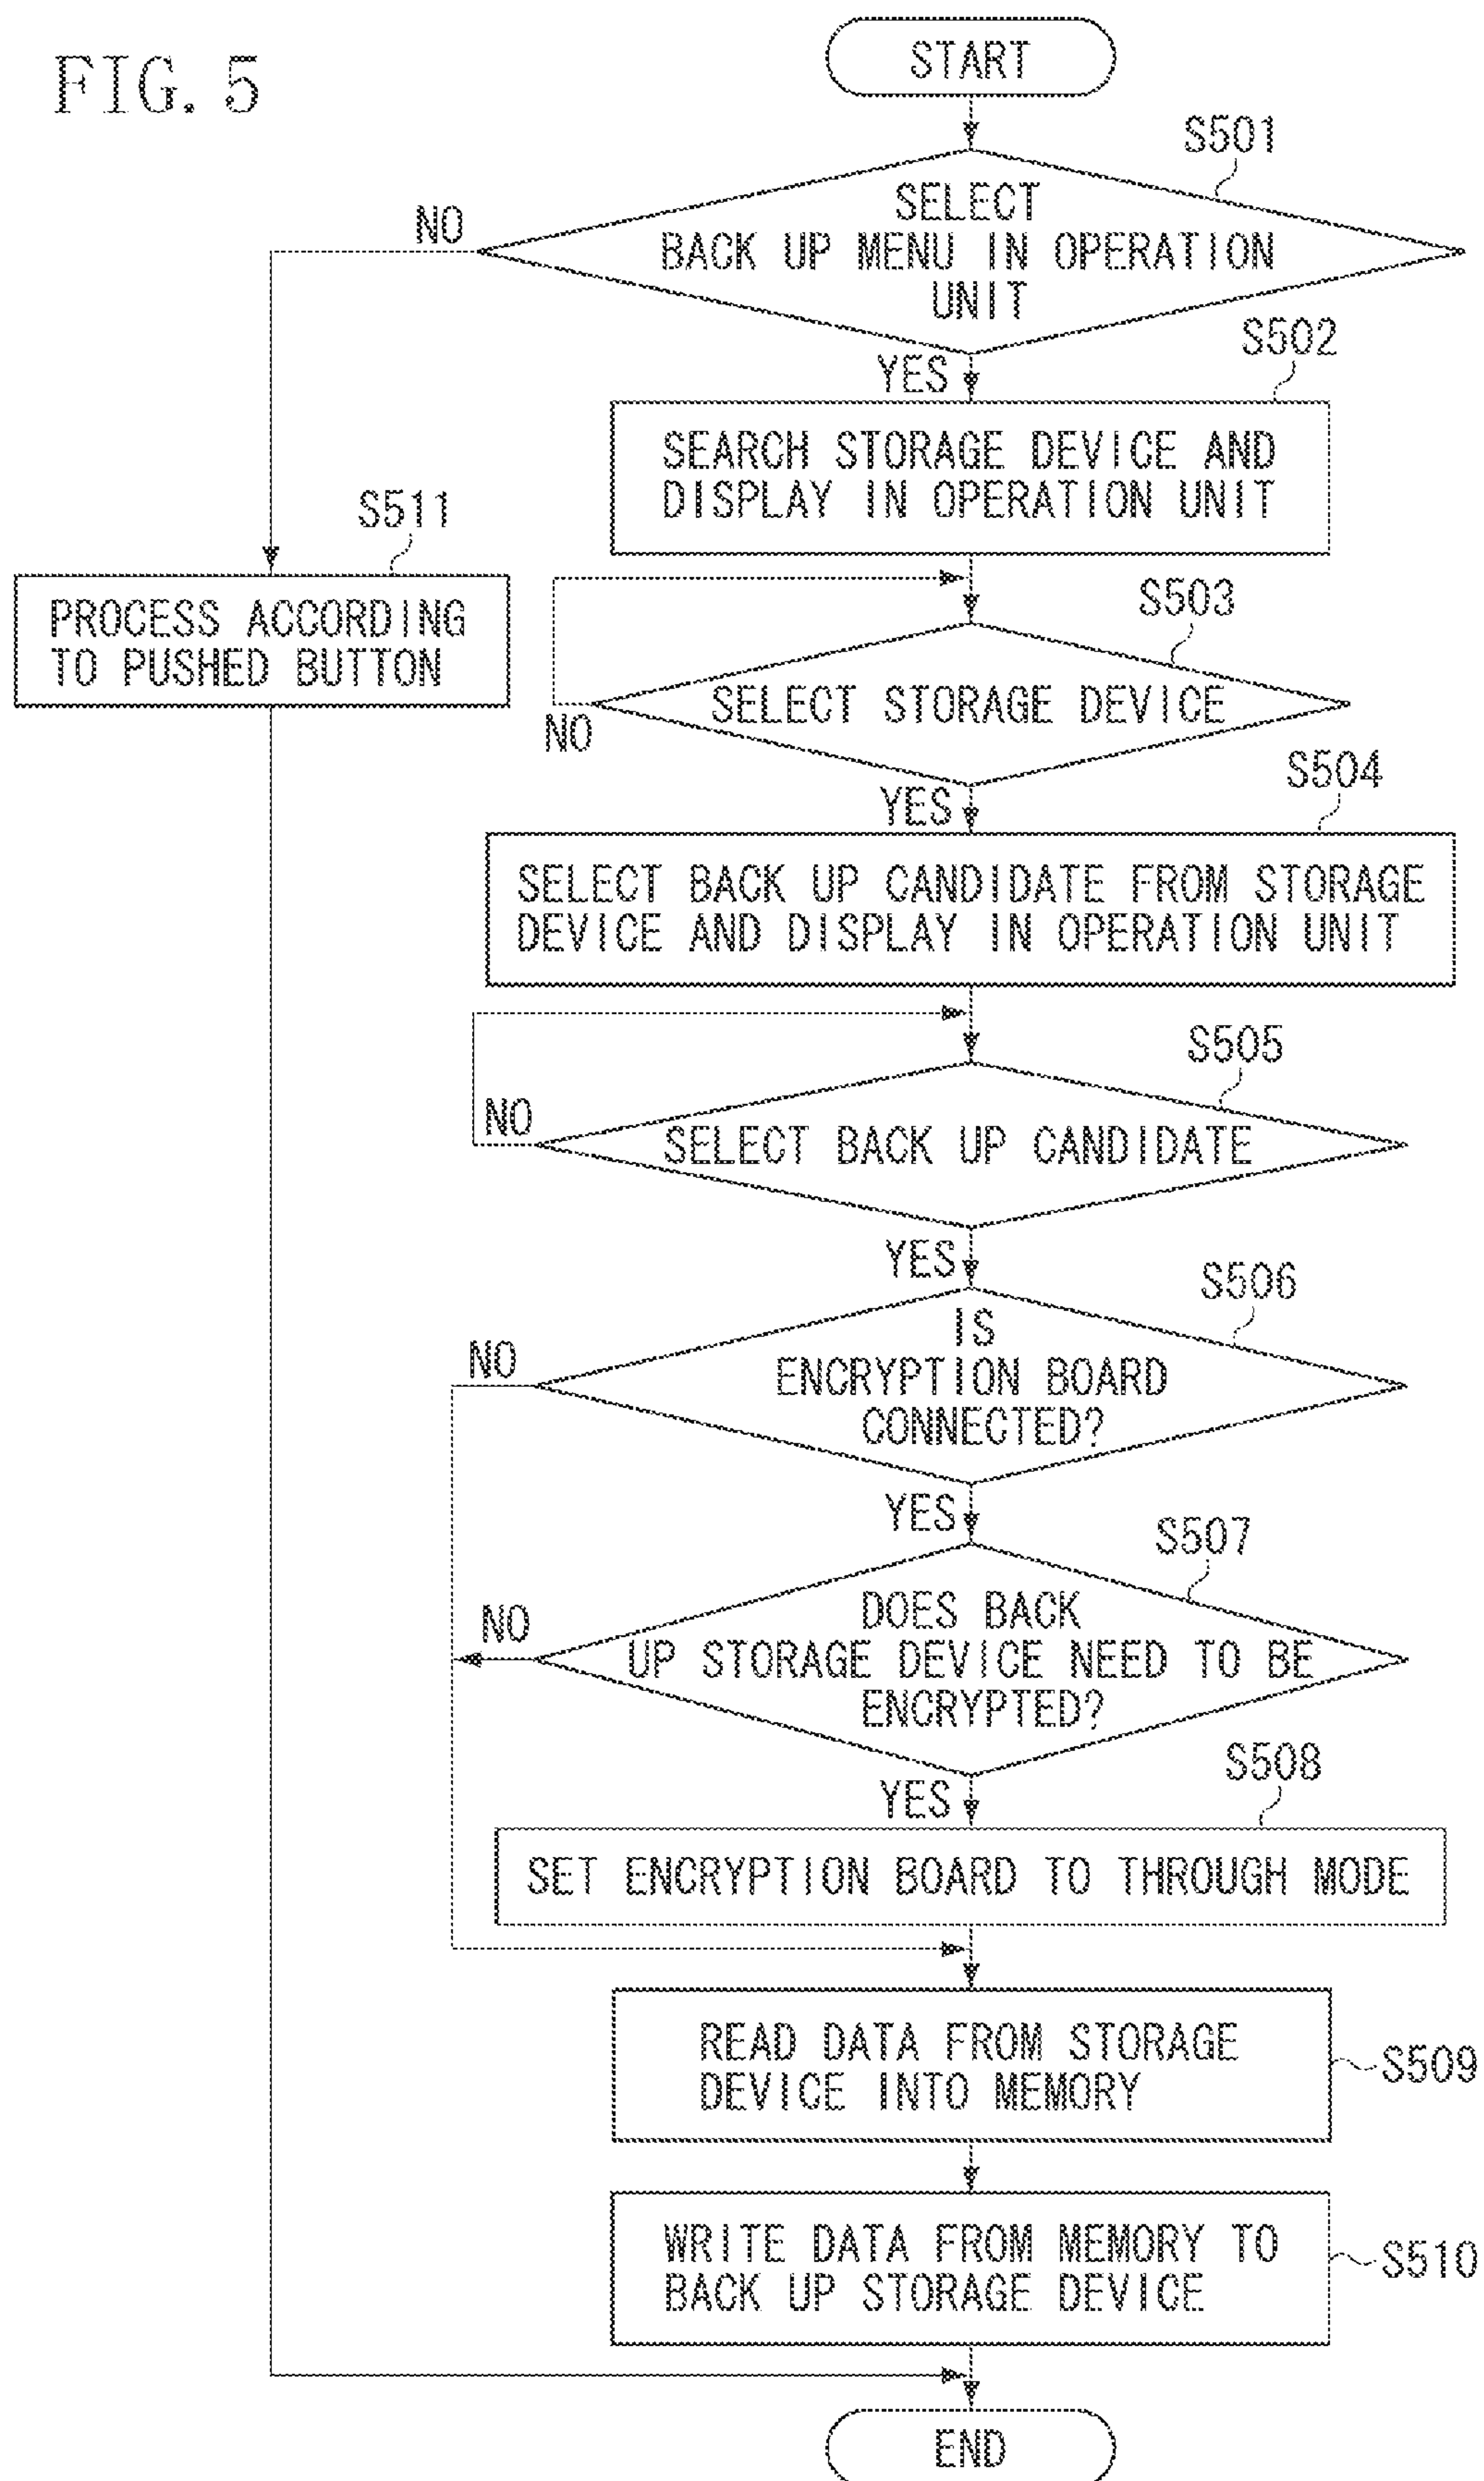 FIG. 5
START
S501
SELECT
BACK UP MENU IN OPERATION
UNIT
NO
YES
S502
SEARCH STORAGE DEVICE AND
DISPLAY IN OPERATION UNIT
S511
PROCESS ACCORDING
TO PUSHED BUTTON
S503
SELECT STORAGE DEVICE
NO
YES
S504
SELECT BACK UP CANDIDATE FROM STORAGE
DEVICE AND DISPLAY IN OPERATION UNIT
S505
SELECT BACK UP CANDIDATE
NO
YES
S506
IS
ENCRYPTION BOARD
CONNECTED?
NO
YES
S507
DOES BACK
UP STORAGE DEVICE NEED TO BE
ENCRYPTED?
NO
YES
S508
SET ENCRYPTION BOARD TO THROUGH MODE
READ DATA FROM STORAGE
DEVICE INTO MEMORY
S509
WRITE DATA FROM MEMORY TO
BACK UP STORAGE DEVICE
S510
END